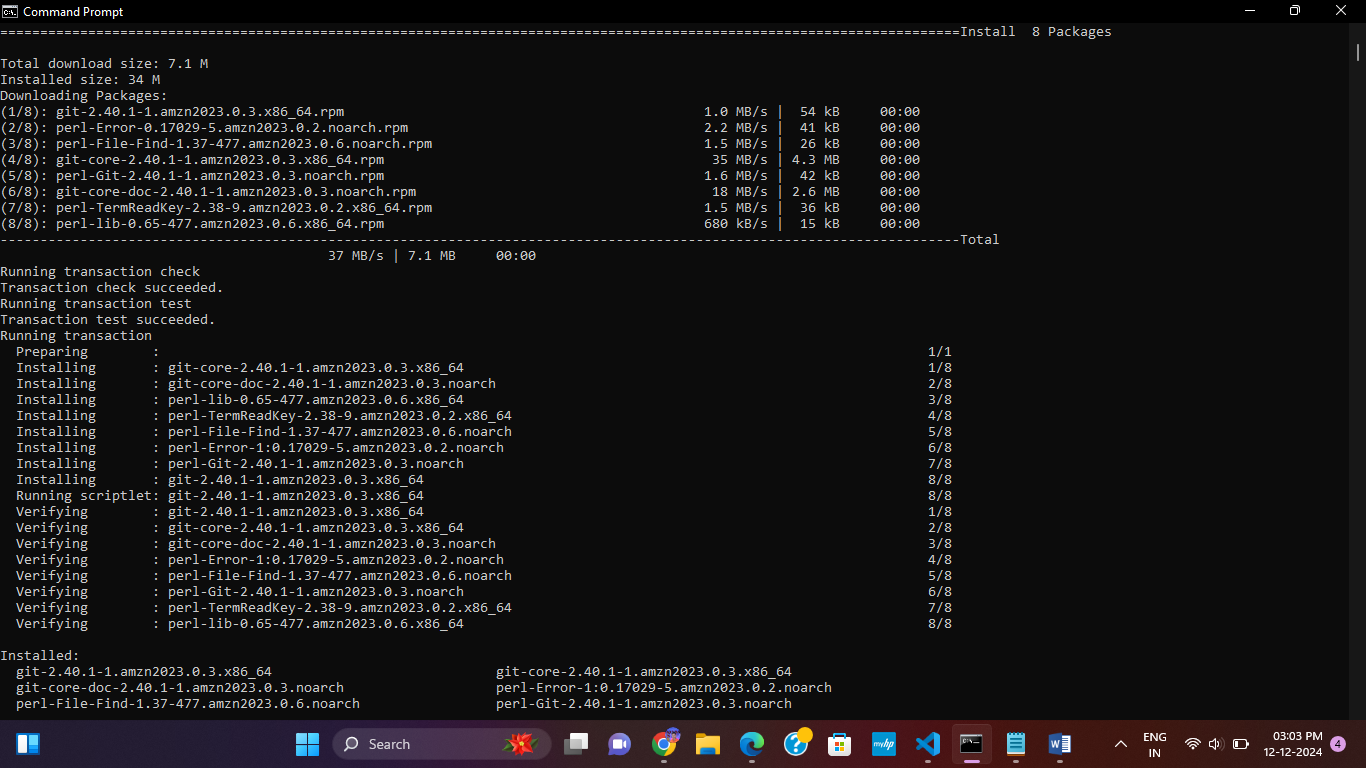 Command Prompt
========================================================================================================================Install  8 Packages
Total download size: 7.1 M
Installed size: 34 M
Downloading Packages:
(1/8): git-2.40.1-1.amzn2023.0.3.x86_64.rpm 1.0 MB/s | 54 kB 00:00
(2/8): perl-Error-0.17029-5.amzn2023.0.2.noarch.rpm 2.2 MB/s | 41 kB 00:00
(3/8): perl-File-Find-1.37-477.amzn2023.0.6.noarch.rpm 1.5 MB/s | 26 kB 00:00
(4/8): git-core-2.40.1-1.amzn2023.0.3.x86_64.rpm 35 MB/s | 4.3 MB 00:00
(5/8): perl-Git-2.40.1-1.amzn2023.0.3.noarch.rpm 1.6 MB/s | 42 kB 00:00
(6/8): git-core-doc-2.40.1-1.amzn2023.0.3.noarch.rpm 18 MB/s | 2.6 MB 00:00
(7/8): perl-TermReadKey-2.38-9.amzn2023.0.2.x86_64.rpm 1.5 MB/s | 36 kB 00:00
(8/8): perl-lib-0.65-477.amzn2023.0.6.x86_64.rpm 680 kB/s | 15 kB 00:00
------------------------------------------------------------------------------------------------------------------------Total
37 MB/s | 7.1 MB 00:00
Running transaction check
Transaction check succeeded.
Running transaction test
Transaction test succeeded.
Running transaction
Preparing : 1/1
Installing : git-core-2.40.1-1.amzn2023.0.3.x86_64 1/8
Installing : git-core-doc-2.40.1-1.amzn2023.0.3.noarch 2/8
Installing : perl-lib-0.65-477.amzn2023.0.6.x86_64 3/8
Installing : perl-TermReadKey-2.38-9.amzn2023.0.2.x86_64 4/8
Installing : perl-File-Find-1.37-477.amzn2023.0.6.noarch 5/8
Installing : perl-Error-1:0.17029-5.amzn2023.0.2.noarch 6/8
Installing : perl-Git-2.40.1-1.amzn2023.0.3.noarch 7/8
Installing : git-2.40.1-1.amzn2023.0.3.x86_64 8/8
Running scriptlet: git-2.40.1-1.amzn2023.0.3.x86_64 8/8
Verifying : git-2.40.1-1.amzn2023.0.3.x86_64 1/8
Verifying : git-core-2.40.1-1.amzn2023.0.3.x86_64 2/8
Verifying : git-core-doc-2.40.1-1.amzn2023.0.3.noarch 3/8
Verifying : perl-Error-1:0.17029-5.amzn2023.0.2.noarch 4/8
Verifying : perl-File-Find-1.37-477.amzn2023.0.6.noarch 5/8
Verifying : perl-Git-2.40.1-1.amzn2023.0.3.noarch 6/8
Verifying : perl-TermReadKey-2.38-9.amzn2023.0.2.x86_64 7/8
Verifying : perl-lib-0.65-477.amzn2023.0.6.x86_64 8/8
Installed:
git-2.40.1-1.amzn2023.0.3.x86_64 git-core-2.40.1-1.amzn2023.0.3.x86_64
git-core-doc-2.40.1-1.amzn2023.0.3.noarch perl-Error-1:0.17029-5.amzn2023.0.2.noarch
perl-File-Find-1.37-477.amzn2023.0.6.noarch perl-Git-2.40.1-1.amzn2023.0.3.noarch
Search
myhp
ENG
IN
03:03 PM
12-12-2024
4